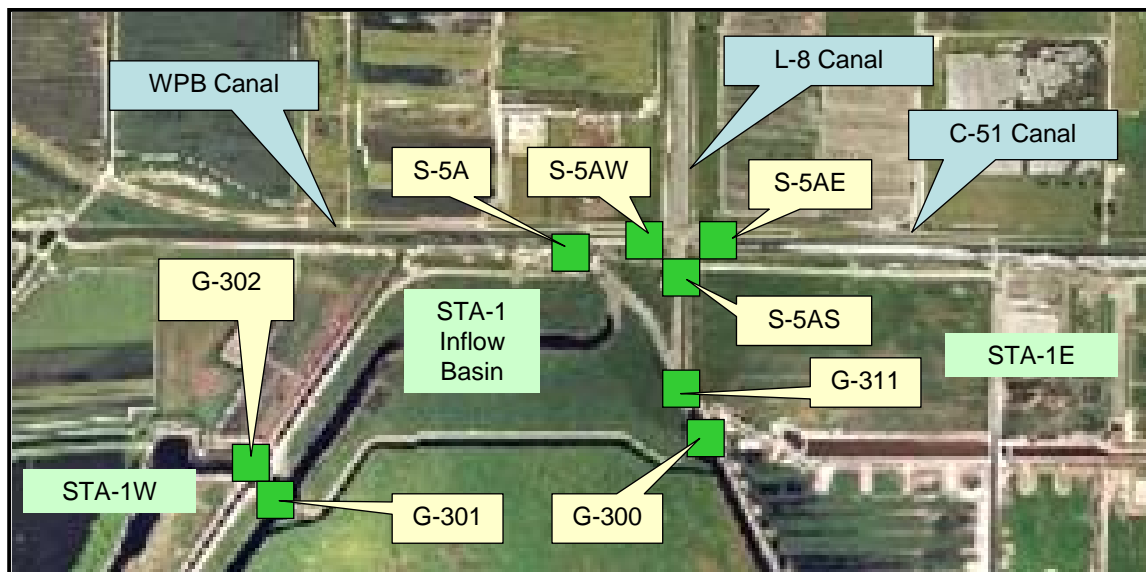 L-8 Canal
WPB Canal
C-51 Canal
S-5A
S-5AW
S-5AE
G-302
STA-1
Inflow
Basin
S-5AS
STA-1E
G-311
STA-1W
G-301
G-300